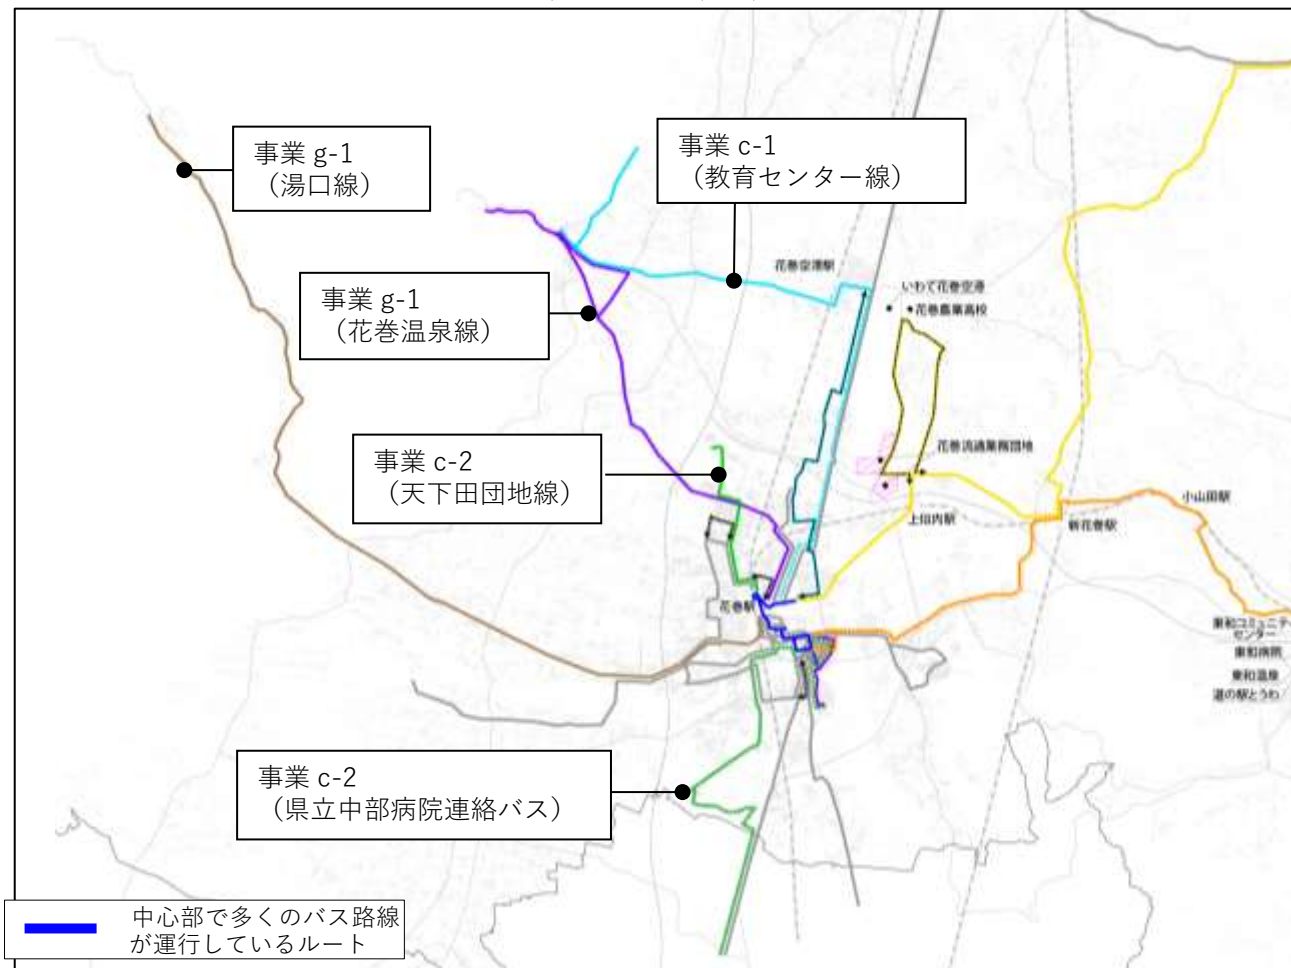 事業 g-1
（湯口線）
事業 c-1
（教育センター線）
花巻空港駅
いわて花巻空港
花巻農業高校
事業 g-1
（花巻温泉線）
事業 c-2
（天下田団地線）
花巻流通業務団地
小山田駅
新花巻駅
花巻駅
東和コミュニティ
センター
東和病院
東和温泉
道の駅とうわ
事業 c-2
（県立中部病院連絡バス）
中心部で多くのバス路線
が運行しているルート